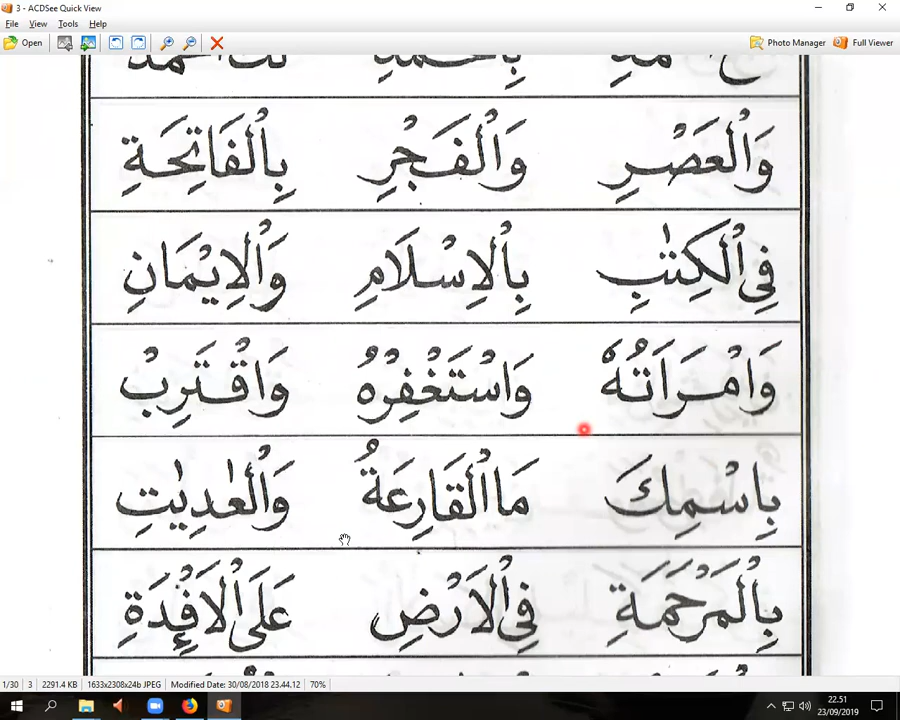 3 - ACDSee Quick View
File View Tools Help
Open Photo Manager Full Viewer
وَالْعَصْرِ وَالْفَجْرِ بِالْفَاتِحَةِ
فِى الْكِتٰبِ بِالْاِسْلَامِ وَالْاِيْمَانِ
وَامْرَاَتُهٗ وَاسْتَغْفِرْهُ وَاقْتَرِبْ
بِاسْمِكَ مَا الْقَارِعَةُ وَالْعٰدِيٰتِ
بِالْمَرْحَمَةِ فِى الْاَرْضِ عَلَى الْاَفْـِٕدَةِ
1/30 3 2291.4 KB 1633x2308x24b JPEG Modified Date: 30/08/2018 23.44.12 70%
22.51
23/09/2019